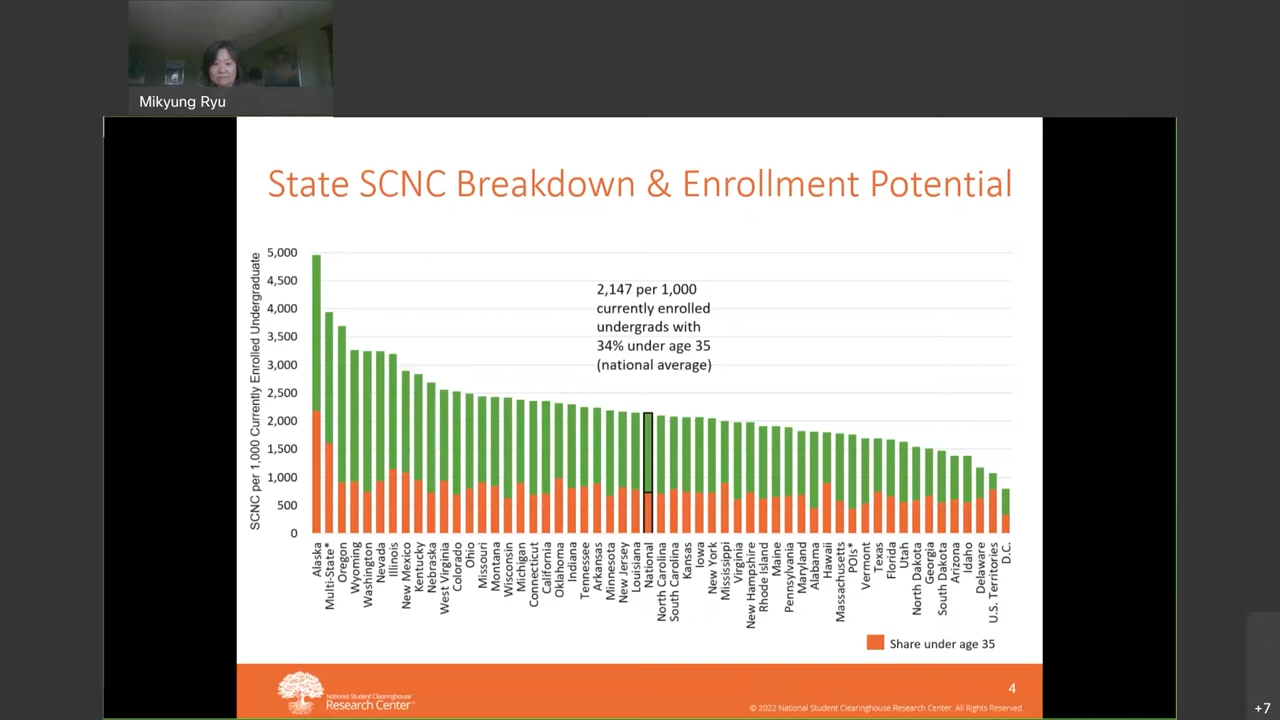 Mikyung Ryu
State SCNC Breakdown & Enrollment Potential
SCNC per 1,000 Currently Enrolled Undergraduate
5,000
4,500
4,000
3,500
3,000
2,500
2,000
1,500
1,000
500
0
2,147 per 1,000
currently enrolled
undergrads with
34% under age 35
(national average)
Alaska
Multi-State*
Oregon
Wyoming
Washington
Nevada
Illinois
New Mexico
Kentucky
Nebraska
West Virginia
Colorado
Ohio
Missouri
Montana
Wisconsin
Michigan
Connecticut
California
Oklahoma
Indiana
Tennessee
Arkansas
Minnesota
New Jersey
Louisiana
National
North Carolina
South Carolina
Kansas
Iowa
New York
Mississippi
Virginia
New Hampshire
Rhode Island
Maine
Pennsylvania
Maryland
Alabama
Hawaii
Massachusetts
POIs*
Vermont
Texas
Florida
Utah
North Dakota
Georgia
South Dakota
Arizona
Idaho
Delaware
U.S. Territories
D.C.
Share under age 35
National Student Clearinghouse
Research Center
4
© 2022 National Student Clearinghouse Research Center. All Rights Reserved.
+7